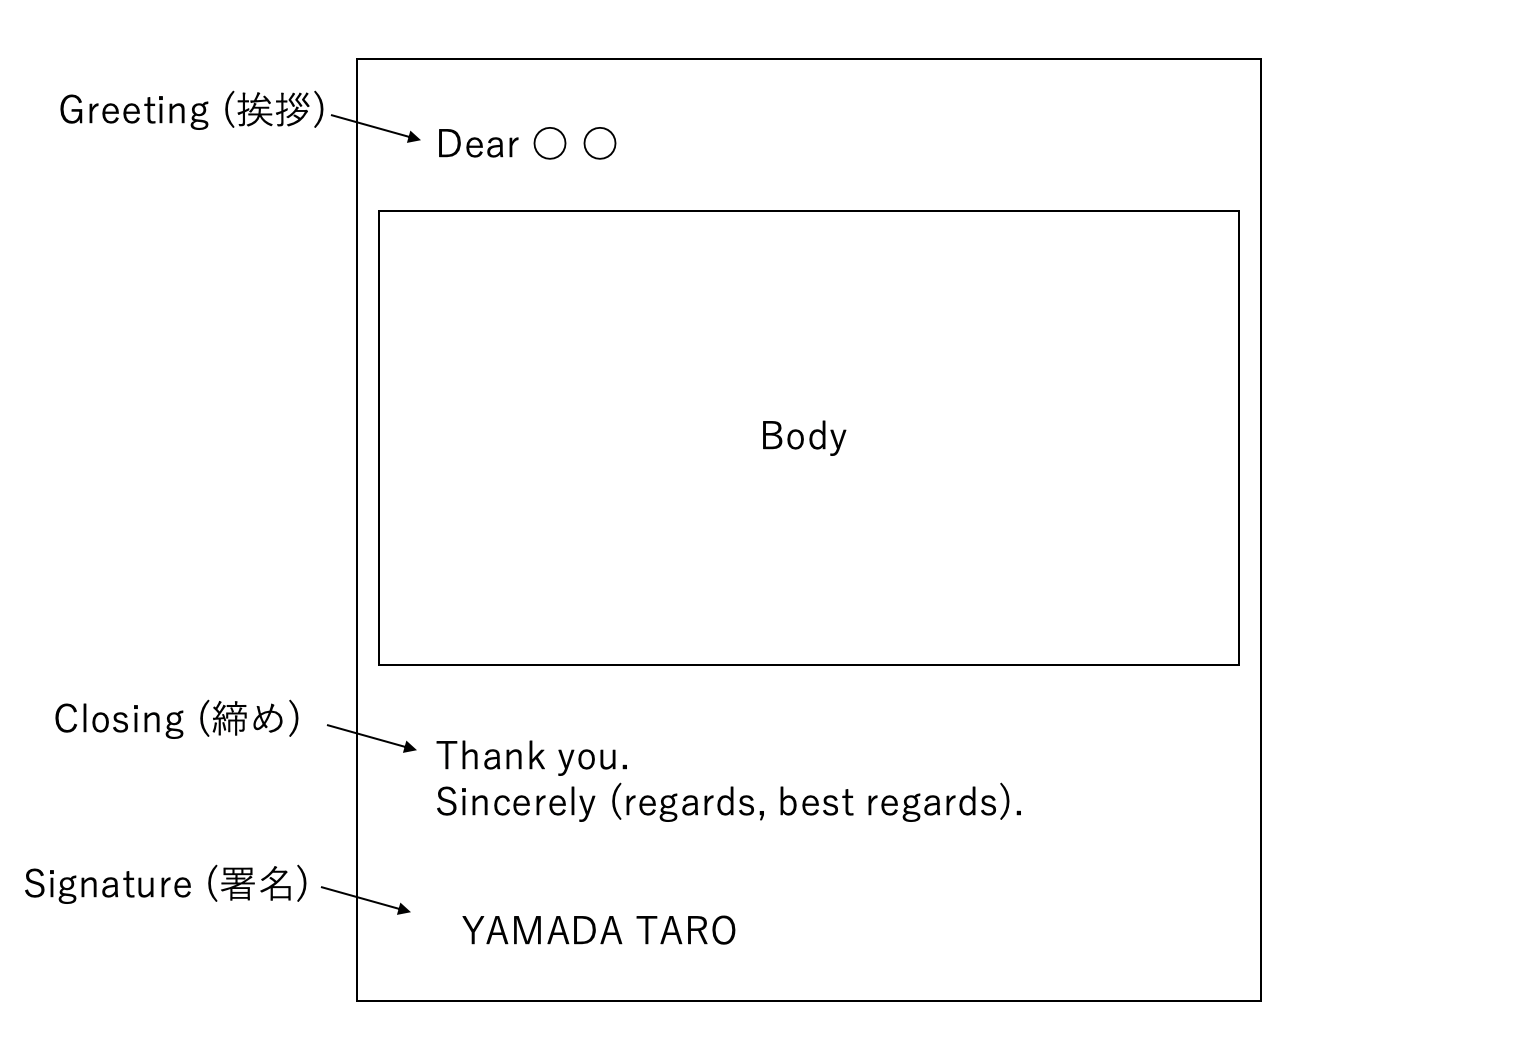 Greeting (挨拶)
Dear ○ ○
Body
Closing (締め)
Thank you.
Sincerely (regards, best regards).
Signature (署名)
YAMADA TARO